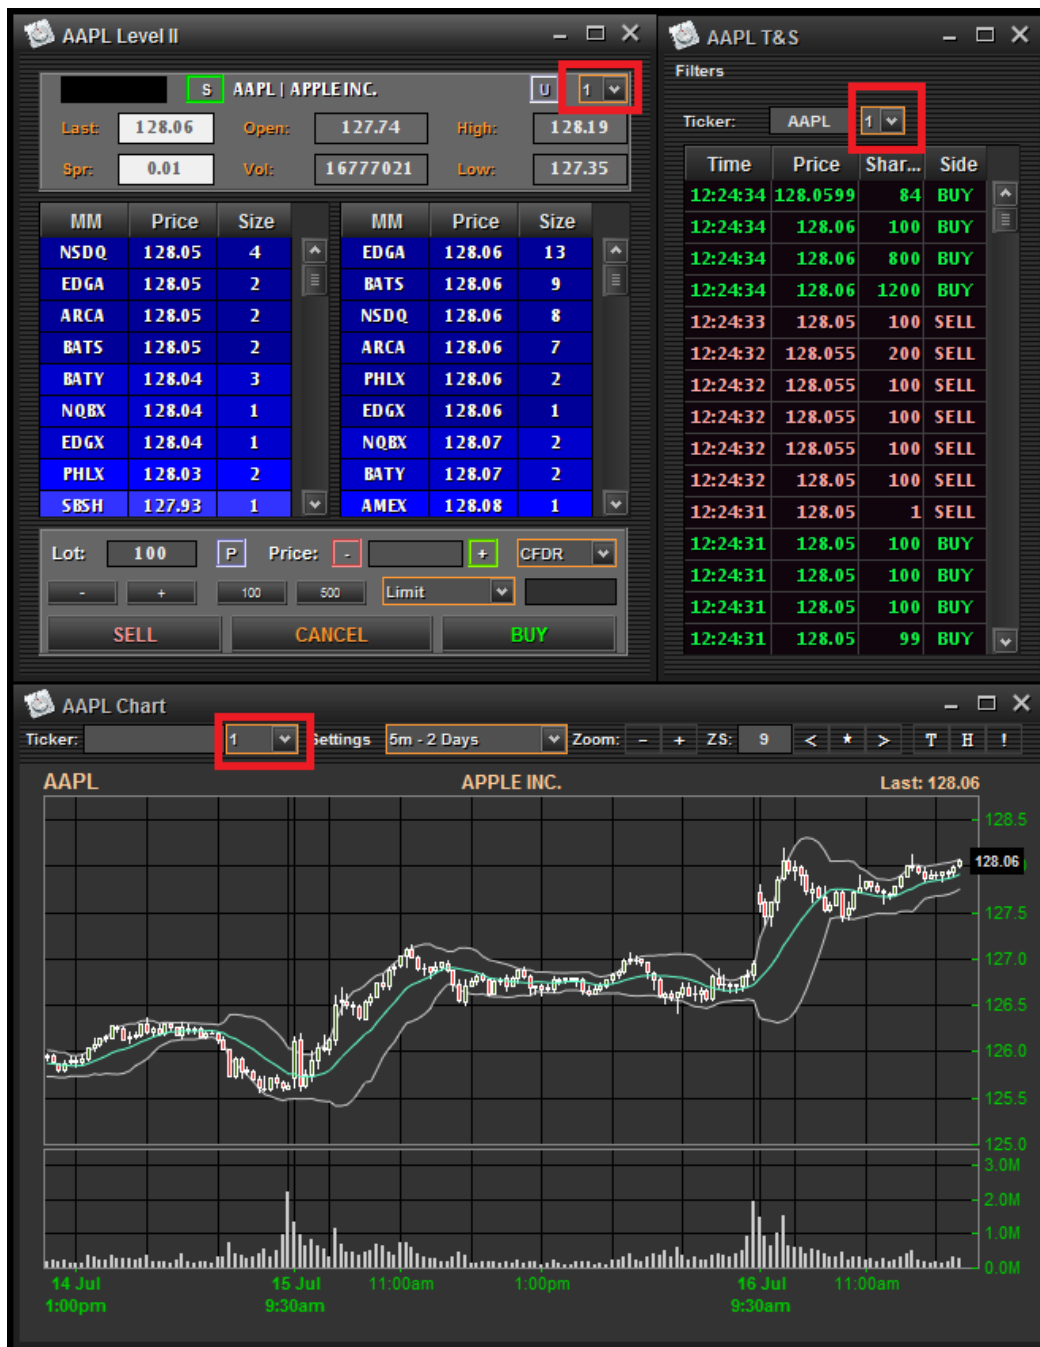 AAPL Level II
S AAPL | APPLE INC. U 1
Last: 128.06 Open: 127.74 High: 128.19
Spr: 0.01 Vol: 16777021 Low: 127.35
MM Price Size MM Price Size
NSDQ 128.05 4 EDGA 128.06 13
EDGA 128.05 2 BATS 128.06 9
ARCA 128.05 2 NSDQ 128.06 8
BATS 128.05 2 ARCA 128.06 7
BATY 128.04 3 PHLX 128.06 2
NQBX 128.04 1 EDGX 128.06 1
EDGX 128.04 1 NQBX 128.07 2
PHLX 128.03 2 BATY 128.07 2
SBSH 127.93 1 AMEX 128.08 1
Lot: 100 P Price: - + CFDR
- + 100 500 Limit
SELL CANCEL BUY
AAPL T&S
Filters
Ticker: AAPL 1
Time Price Shar... Side
12:24:34 128.0599 84 BUY
12:24:34 128.06 100 BUY
12:24:34 128.06 800 BUY
12:24:34 128.06 1200 BUY
12:24:33 128.05 100 SELL
12:24:32 128.055 200 SELL
12:24:32 128.055 100 SELL
12:24:32 128.055 100 SELL
12:24:32 128.055 100 SELL
12:24:32 128.05 100 SELL
12:24:31 128.05 1 SELL
12:24:31 128.05 100 BUY
12:24:31 128.05 100 BUY
12:24:31 128.05 100 BUY
12:24:31 128.05 99 BUY
AAPL Chart
Ticker: 1 Settings 5m - 2 Days Zoom: - + ZS: 9 < * > T H !
AAPL APPLE INC. Last: 128.06
128.5
128.06
127.5
127.0
126.5
126.0
125.5
125.0
3.0M
2.0M
1.0M
0.0M
14 Jul 15 Jul 11:00am 1:00pm 16 Jul 11:00am
1:00pm 9:30am 9:30am